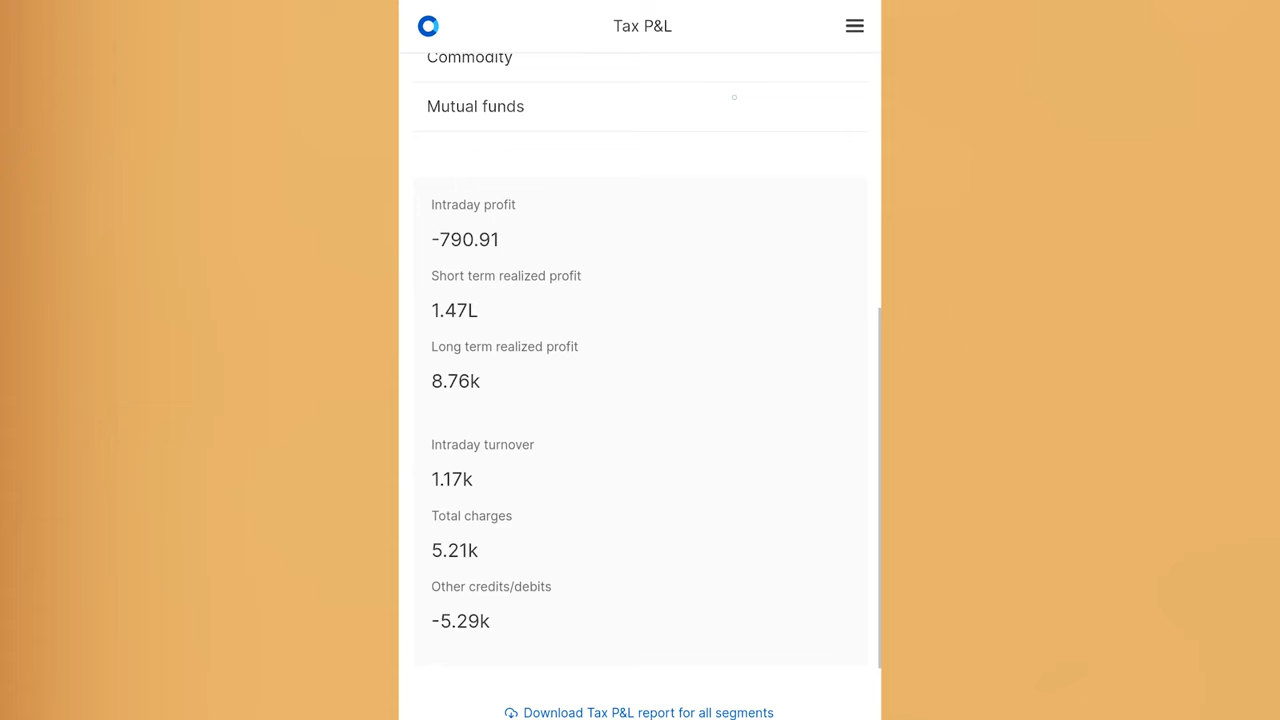 Tax P&L
Commodity
Mutual funds
Intraday profit
-790.91
Short term realized profit
1.47L
Long term realized profit
8.76k
Intraday turnover
1.17k
Total charges
5.21k
Other credits/debits
-5.29k
Download Tax P&L report for all segments